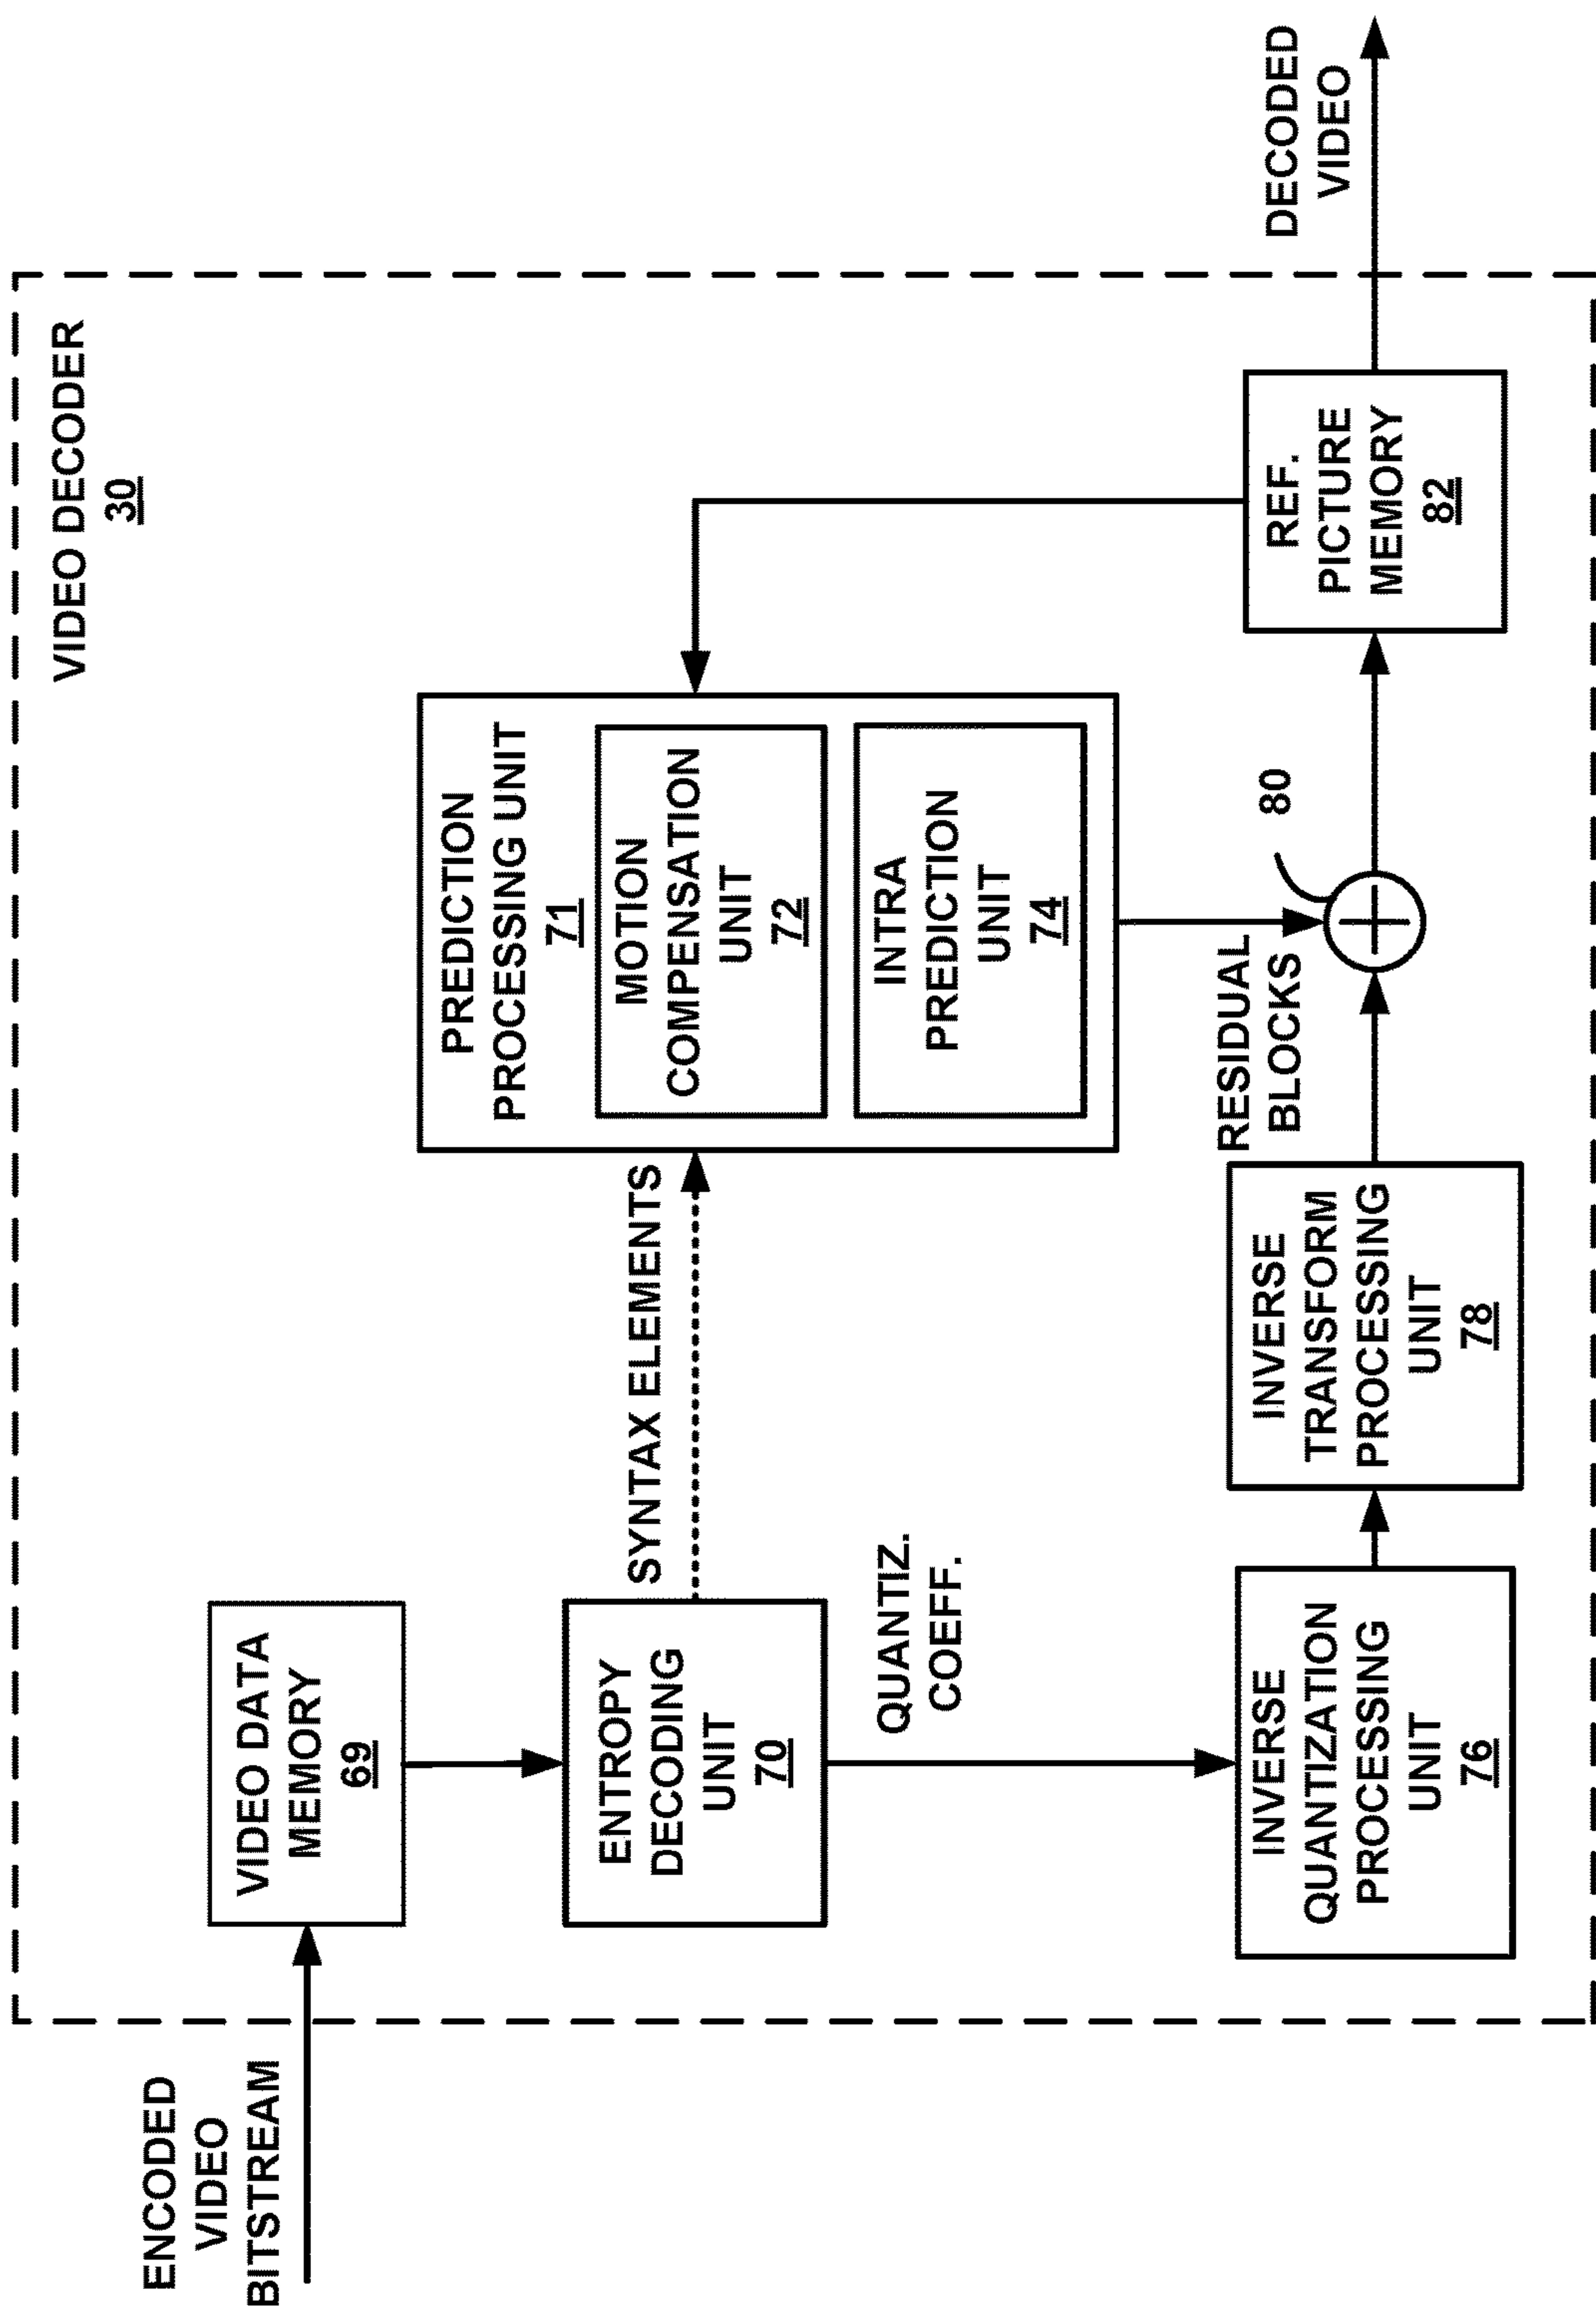 VIDEO DECODER
30
ENCODED
VIDEO
BITSTREAM
VIDEO DATA
MEMORY
69
ENTROPY
DECODING
UNIT
70
SYNTAX ELEMENTS
QUANTIZ.
COEFF.
PREDICTION
PROCESSING UNIT
71
MOTION
COMPENSATION
UNIT
72
INTRA
PREDICTION
UNIT
74
INVERSE
QUANTIZATION
PROCESSING
UNIT
76
INVERSE
TRANSFORM
PROCESSING
UNIT
78
RESIDUAL
BLOCKS
80
REF.
PICTURE
MEMORY
82
DECODED
VIDEO